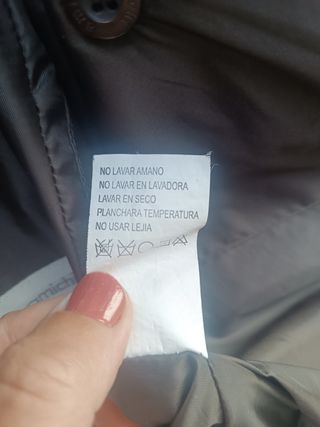 NO LAVAR AMANO
NO LAVAR EN LAVADORA
LAVAR EN SECO
PLANCHARA TEMPERATURA
NO USAR LEJIA